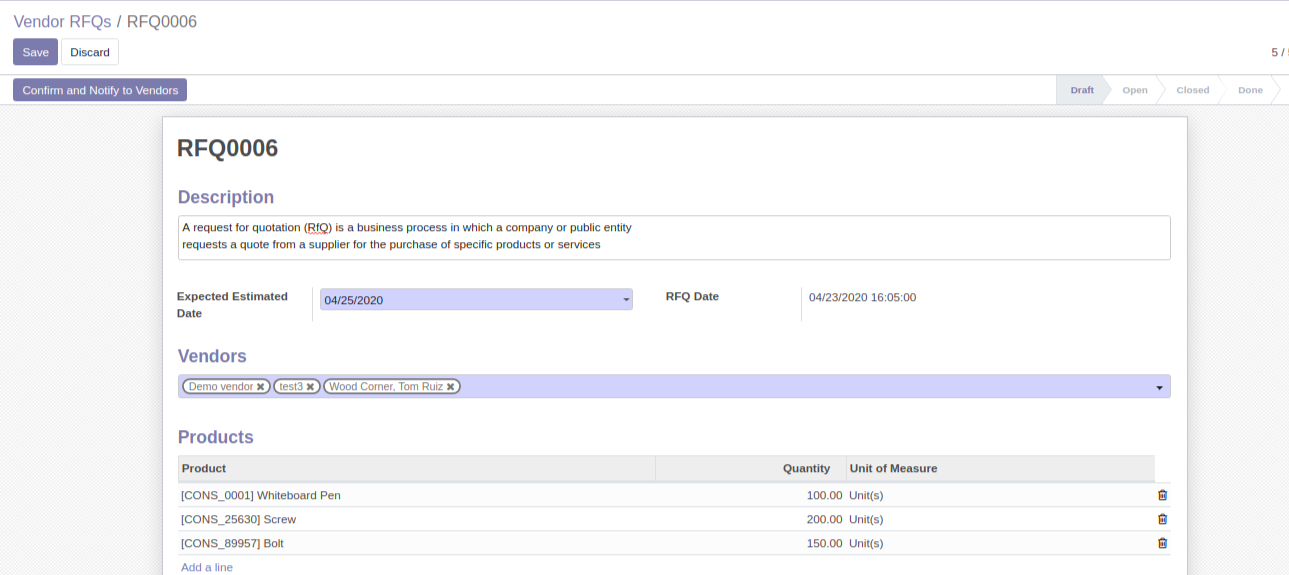 Vendor RFQs / RFQ0006
Save Discard
5 /
Confirm and Notify to Vendors
Draft Open Closed Done
RFQ0006
Description
A request for quotation (RfQ) is a business process in which a company or public entity
requests a quote from a supplier for the purchase of specific products or services
Expected Estimated
Date
04/25/2020
RFQ Date
04/23/2020 16:05:00
Vendors
Demo vendor ✖ test3 ✖ Wood Corner, Tom Ruiz ✖
Products
Product Quantity Unit of Measure
[CONS_0001] Whiteboard Pen 100.00 Unit(s)
[CONS_25630] Screw 200.00 Unit(s)
[CONS_89957] Bolt 150.00 Unit(s)
Add a line